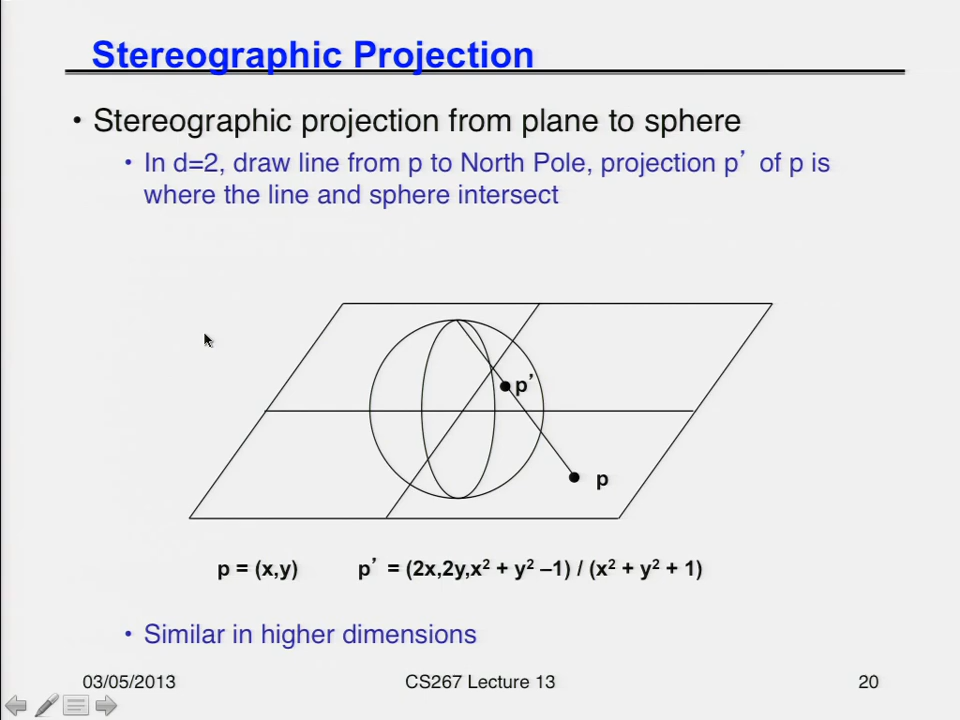 Stereographic Projection
• Stereographic projection from plane to sphere
• In d=2, draw line from p to North Pole, projection p’ of p is
where the line and sphere intersect
p’
p
p = (x,y) p’ = (2x,2y,x² + y² –1) / (x² + y² + 1)
• Similar in higher dimensions
03/05/2013 CS267 Lecture 13 20